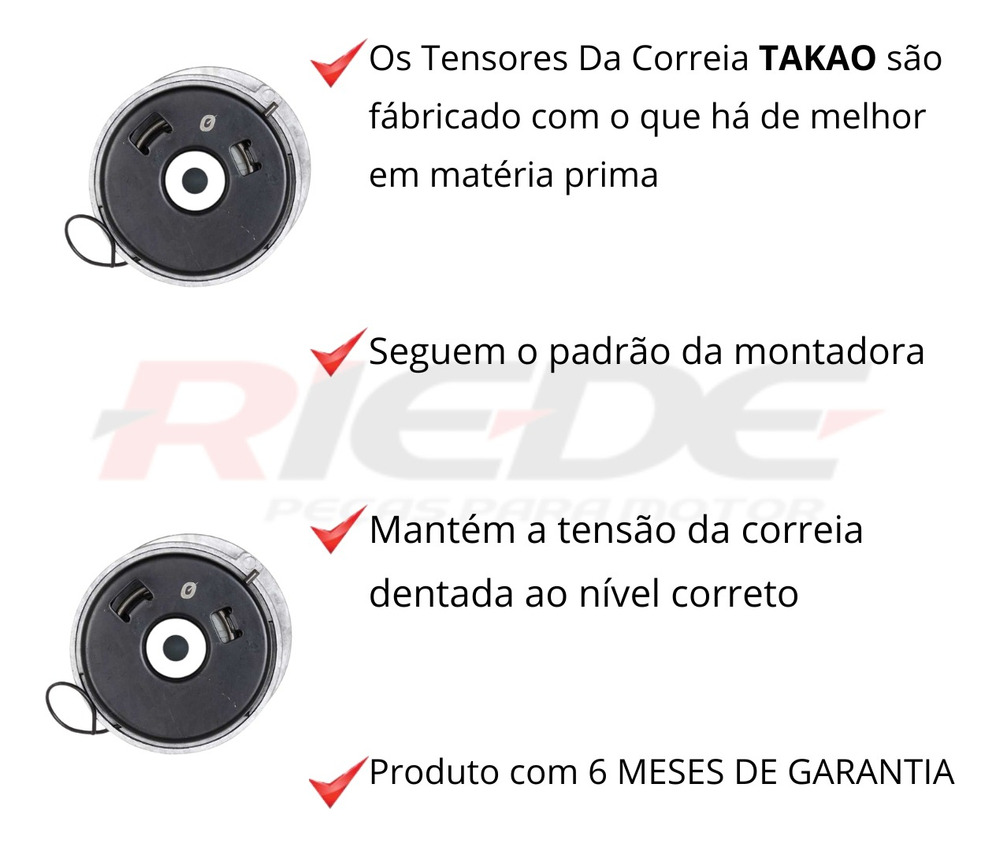 Os Tensores Da Correia TAKAO são
fábricado com o que há de melhor
em matéria prima
Seguem o padrão da montadora
RIEDE
PEÇAS PARA MOTOR
Mantém a tensão da correia
dentada ao nível correto
Produto com 6 MESES DE GARANTIA